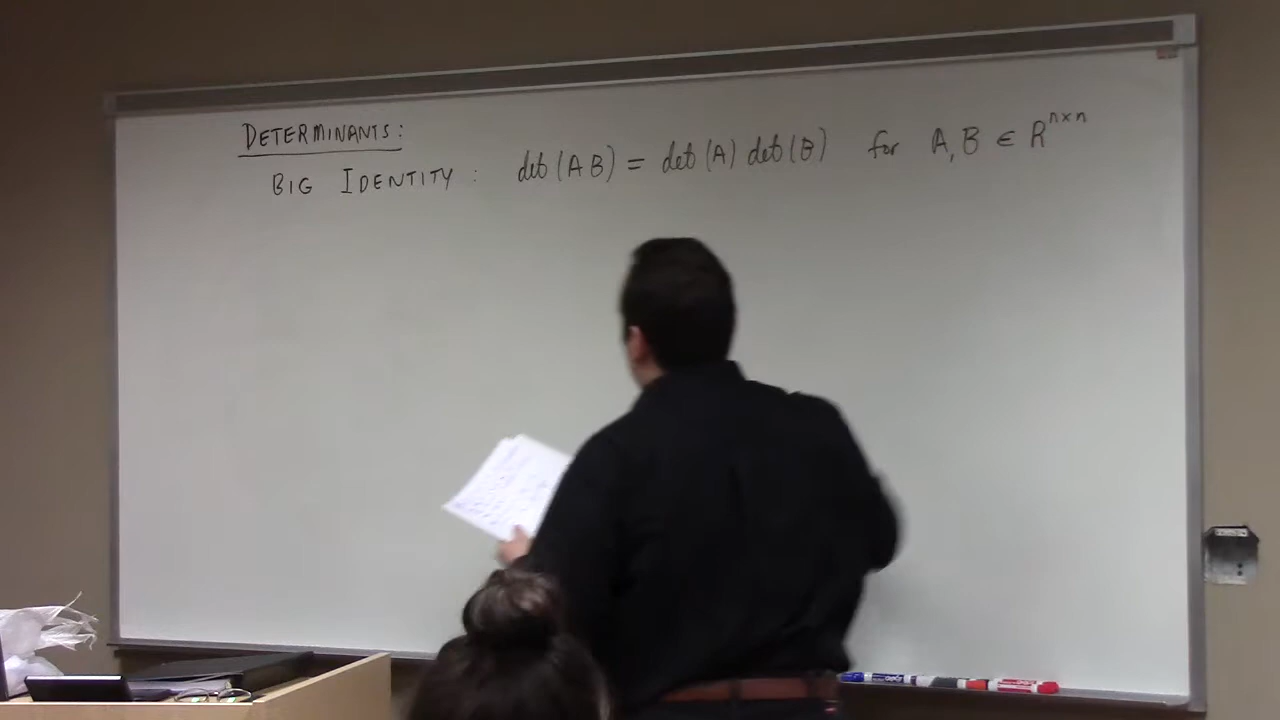 DETERMINANTS:
BIG IDENTITY: det(AB) = det(A) det(B) for A, B ∈ R^{n×n}